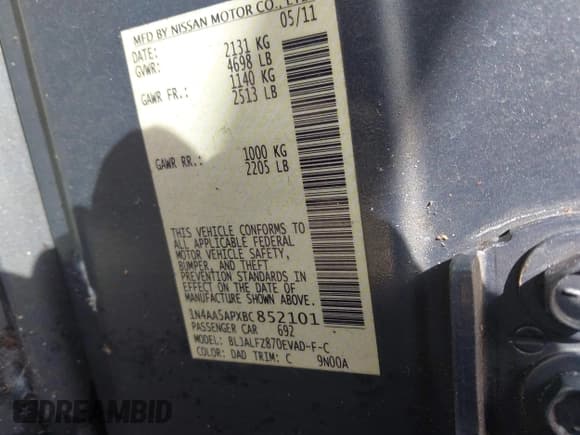 MFD BY NISSAN MOTOR CO.,
05/11
DATE:
GVWR: 2131 KG
4698 LB
GAWR FR.: 1140 KG
2513 LB
GAWR RR.: 1000 KG
2205 LB
THIS VEHICLE CONFORMS TO
ALL APPLICABLE FEDERAL
MOTOR VEHICLE SAFETY,
BUMPER, AND THEFT
PREVENTION STANDARDS IN
EFFECT ON THE DATE OF
MANUFACTURE SHOWN ABOVE.
1N4AA5APXBC852101
PASSENGER CAR 692
MODEL: BLJALFZ870EVAD-F-C
COLOR: DAD TRIM: C 9N00A
DREAMBID